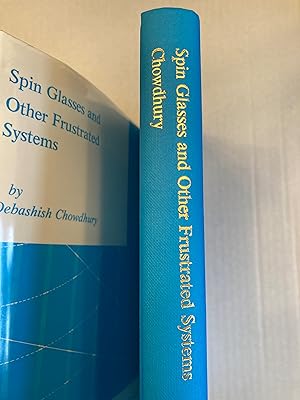 Spin Glasses and
Other Frustrated
Systems
by
Debashish Chowdhury
Spin Glasses and Other Frustrated Systems
Chowdhury